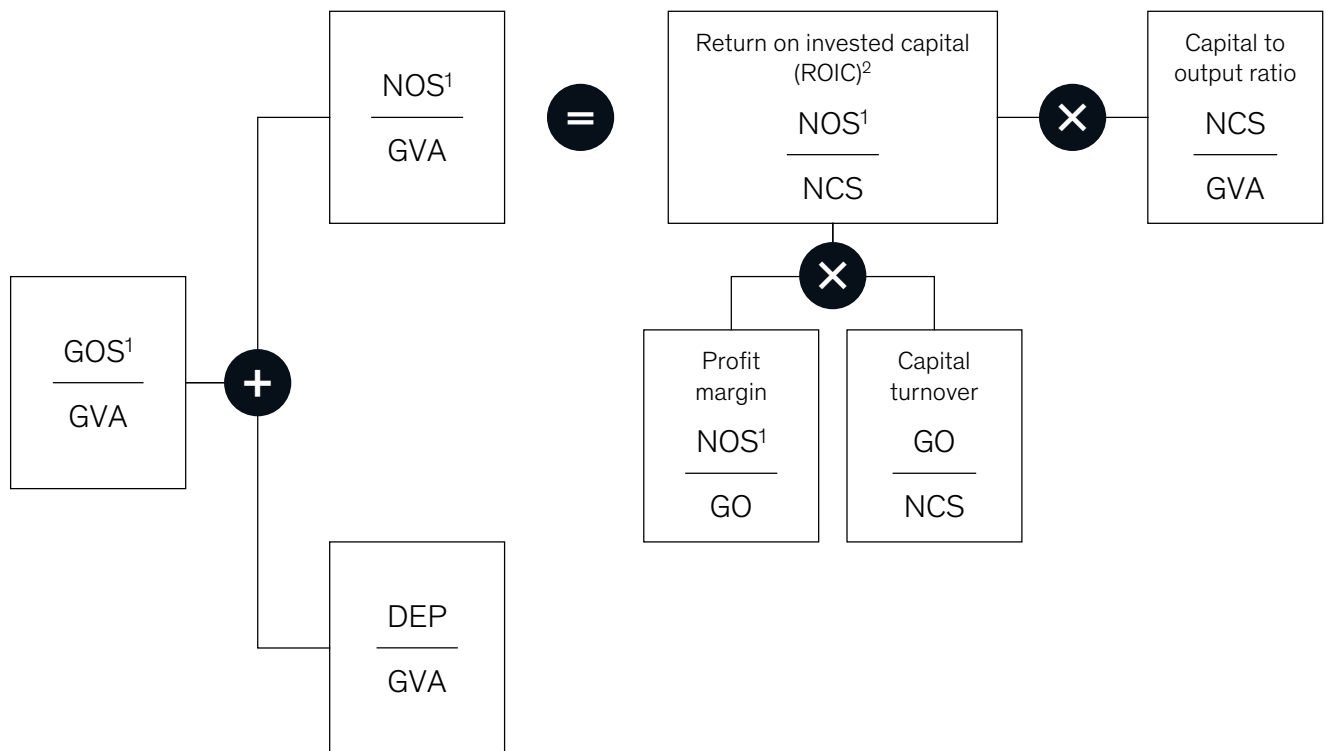 GOS¹
GVA
+
NOS¹
GVA
DEP
GVA
=
Return on invested capital
(ROIC)²
NOS¹
NCS
×
Capital to
output ratio
NCS
GVA
×
Profit
margin
NOS¹
GO
Capital
turnover
GO
NCS